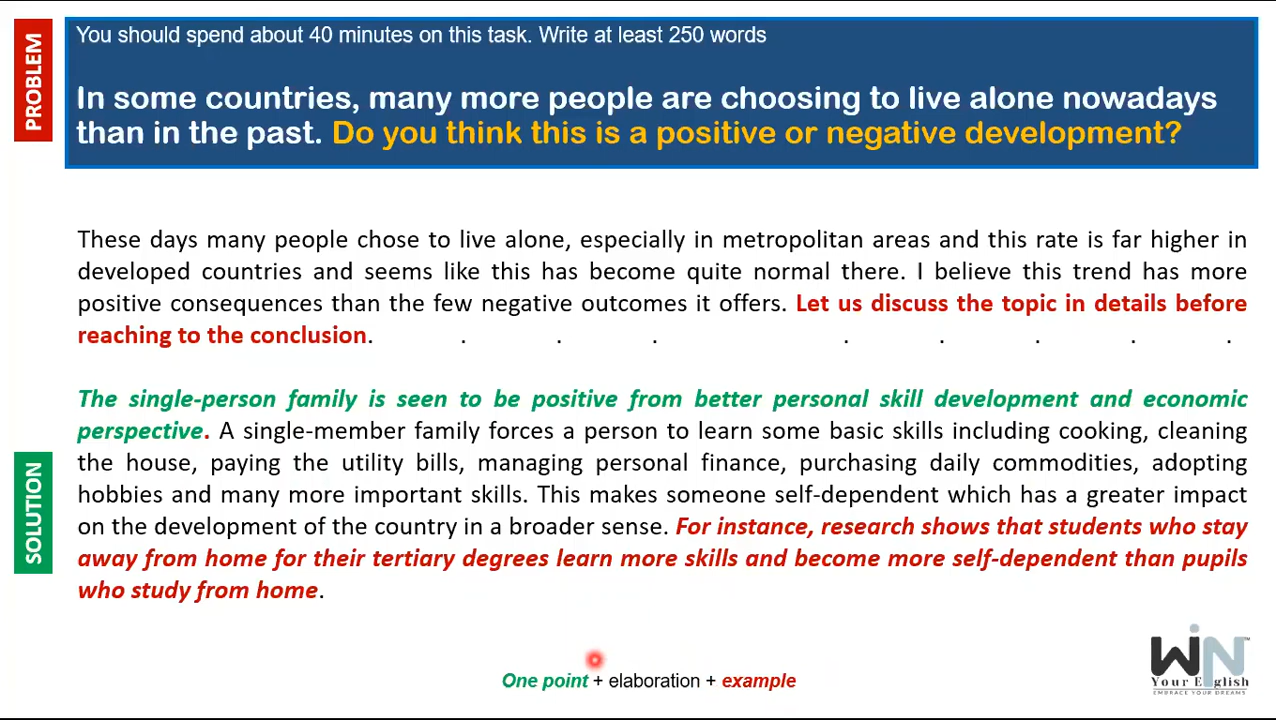 PROBLEM
You should spend about 40 minutes on this task. Write at least 250 words
In some countries, many more people are choosing to live alone nowadays
than in the past. Do you think this is a positive or negative development?
These days many people chose to live alone, especially in metropolitan areas and this rate is far higher in
developed countries and seems like this has become quite normal there. I believe this trend has more
positive consequences than the few negative outcomes it offers. Let us discuss the topic in details before
reaching to the conclusion. . . . . . . . .
The single-person family is seen to be positive from better personal skill development and economic
perspective. A single-member family forces a person to learn some basic skills including cooking, cleaning
the house, paying the utility bills, managing personal finance, purchasing daily commodities, adopting
hobbies and many more important skills. This makes someone self-dependent which has a greater impact
on the development of the country in a broader sense. For instance, research shows that students who stay
away from home for their tertiary degrees learn more skills and become more self-dependent than pupils
who study from home.
SOLUTION
One point + elaboration + example
WiN
Your English
EMBRACE YOUR DREAMS